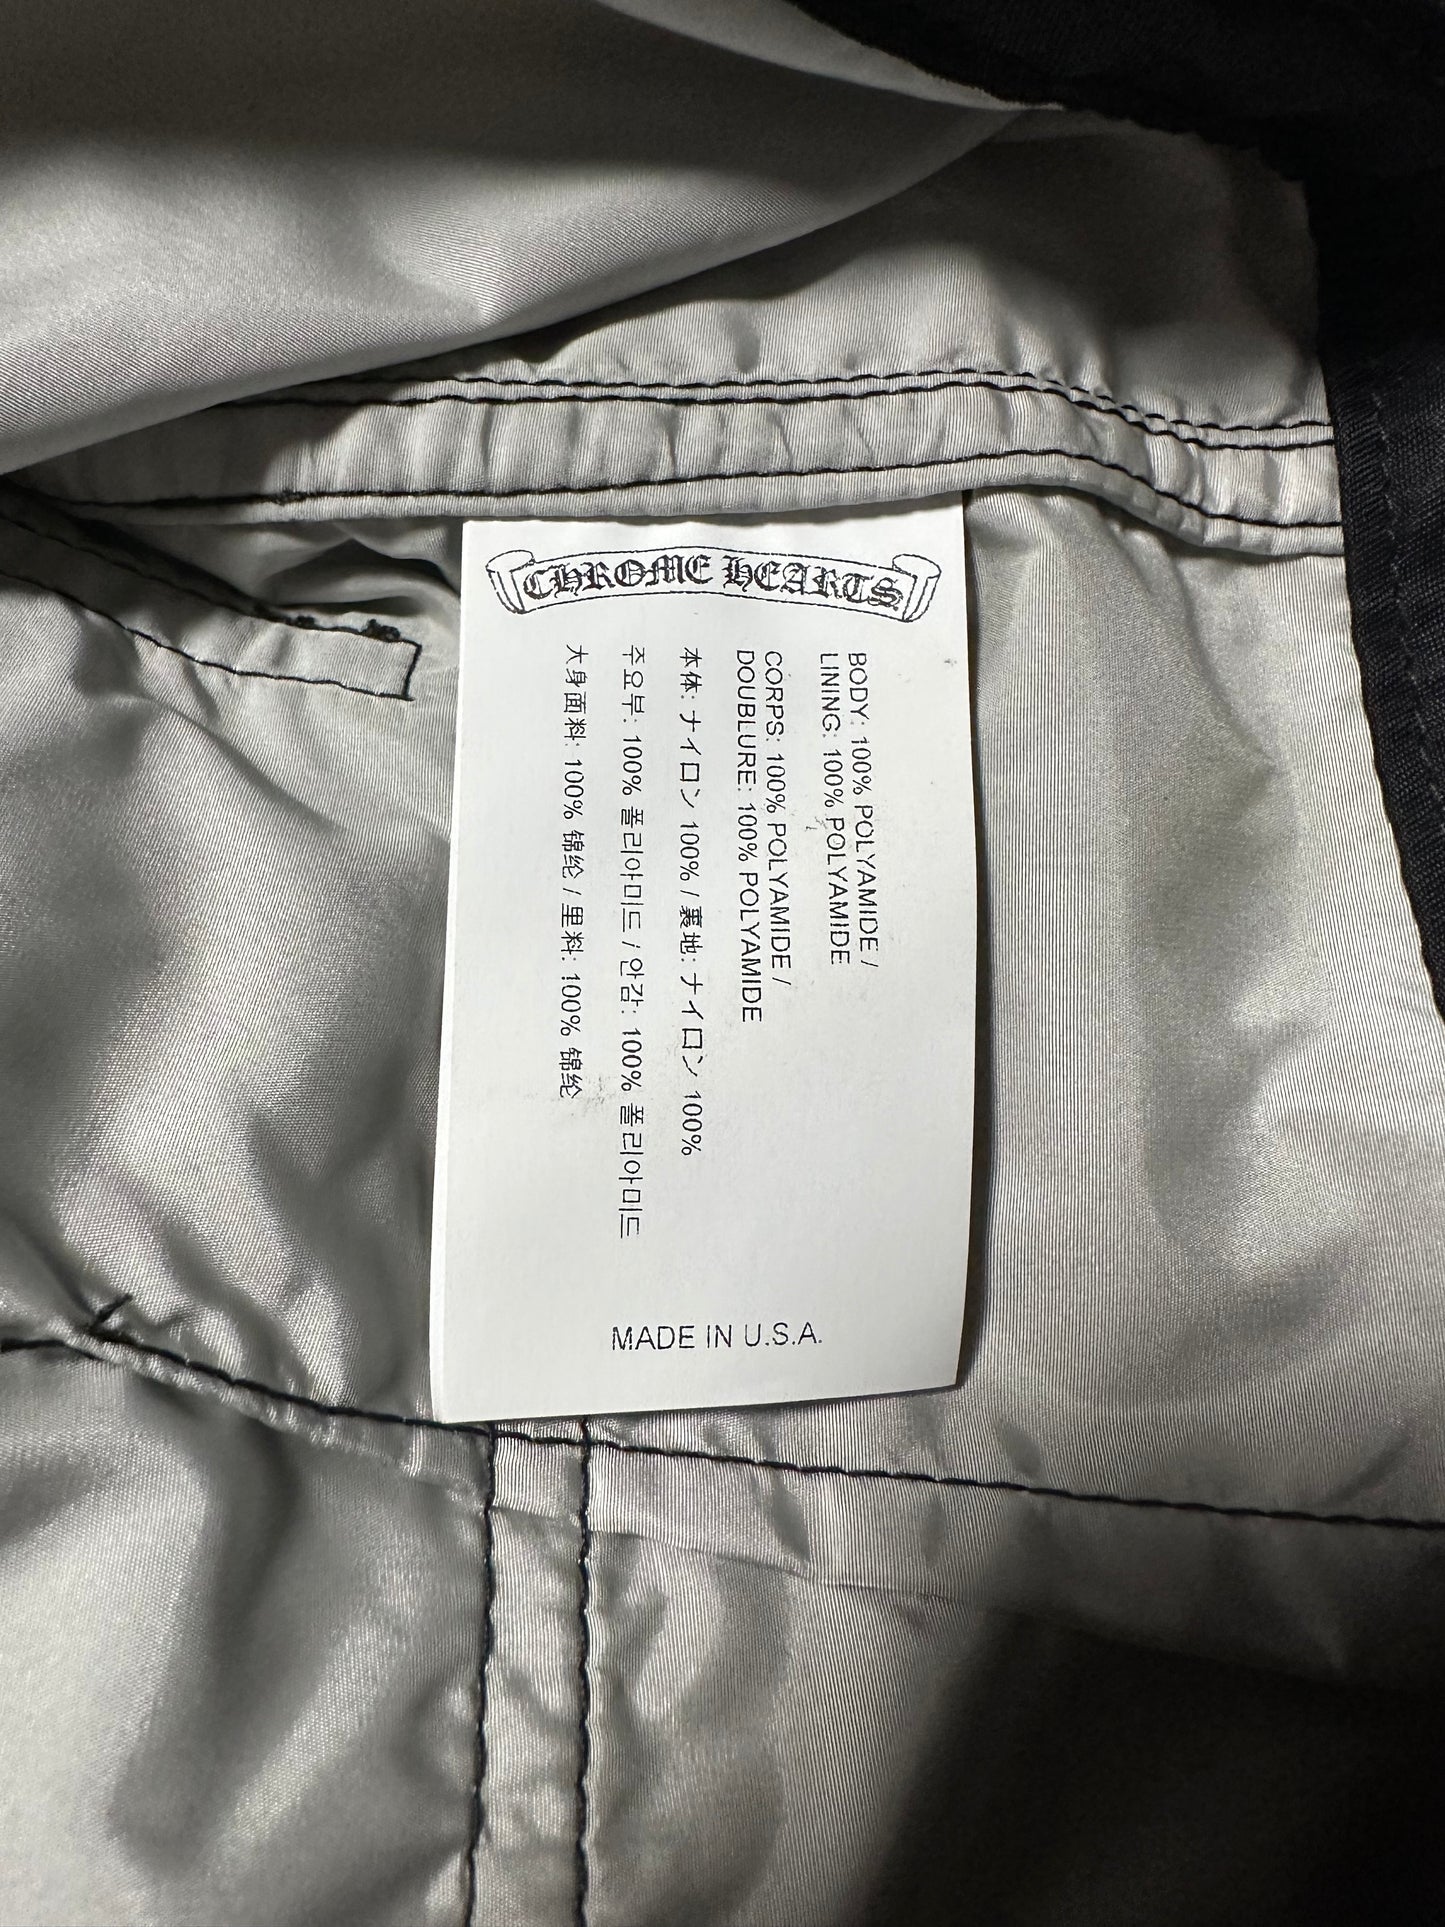 CHROME HEARTS
BODY: 100% POLYAMIDE /
LINING: 100% POLYAMIDE
CORPS: 100% POLYAMIDE /
DOUBLURE: 100% POLYAMIDE
本体: ナイロン 100% / 裏地: ナイロン 100%
주요부: 100% 폴리아미드 / 안감: 100% 폴리아미드
大身面料: 100% 锦纶 / 里料: 100% 锦纶
MADE IN U.S.A.